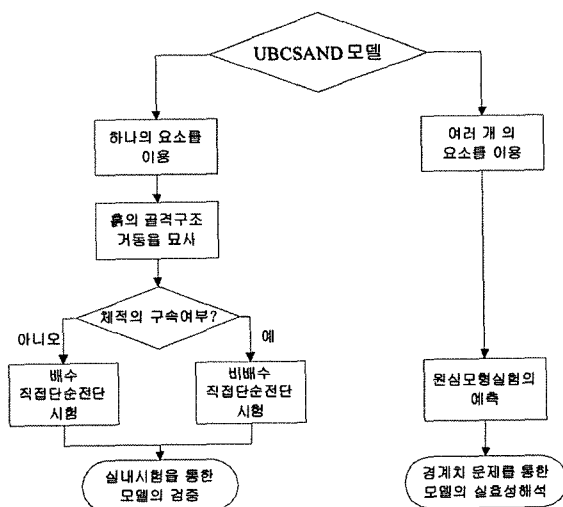 UBCSAND 모델
하나의 요소를
이용
여러 개 의
요소를 이용
흙의 골격구조
거동을 묘사
체적의 구속여부?
아니오
예
배수
직접단순전단
시험
비배수
직접단순전단
시험
원심모형실험의
예측
실내시험을 통한
모델의 검증
경계치 문제를 통한
모델의 실효성해석